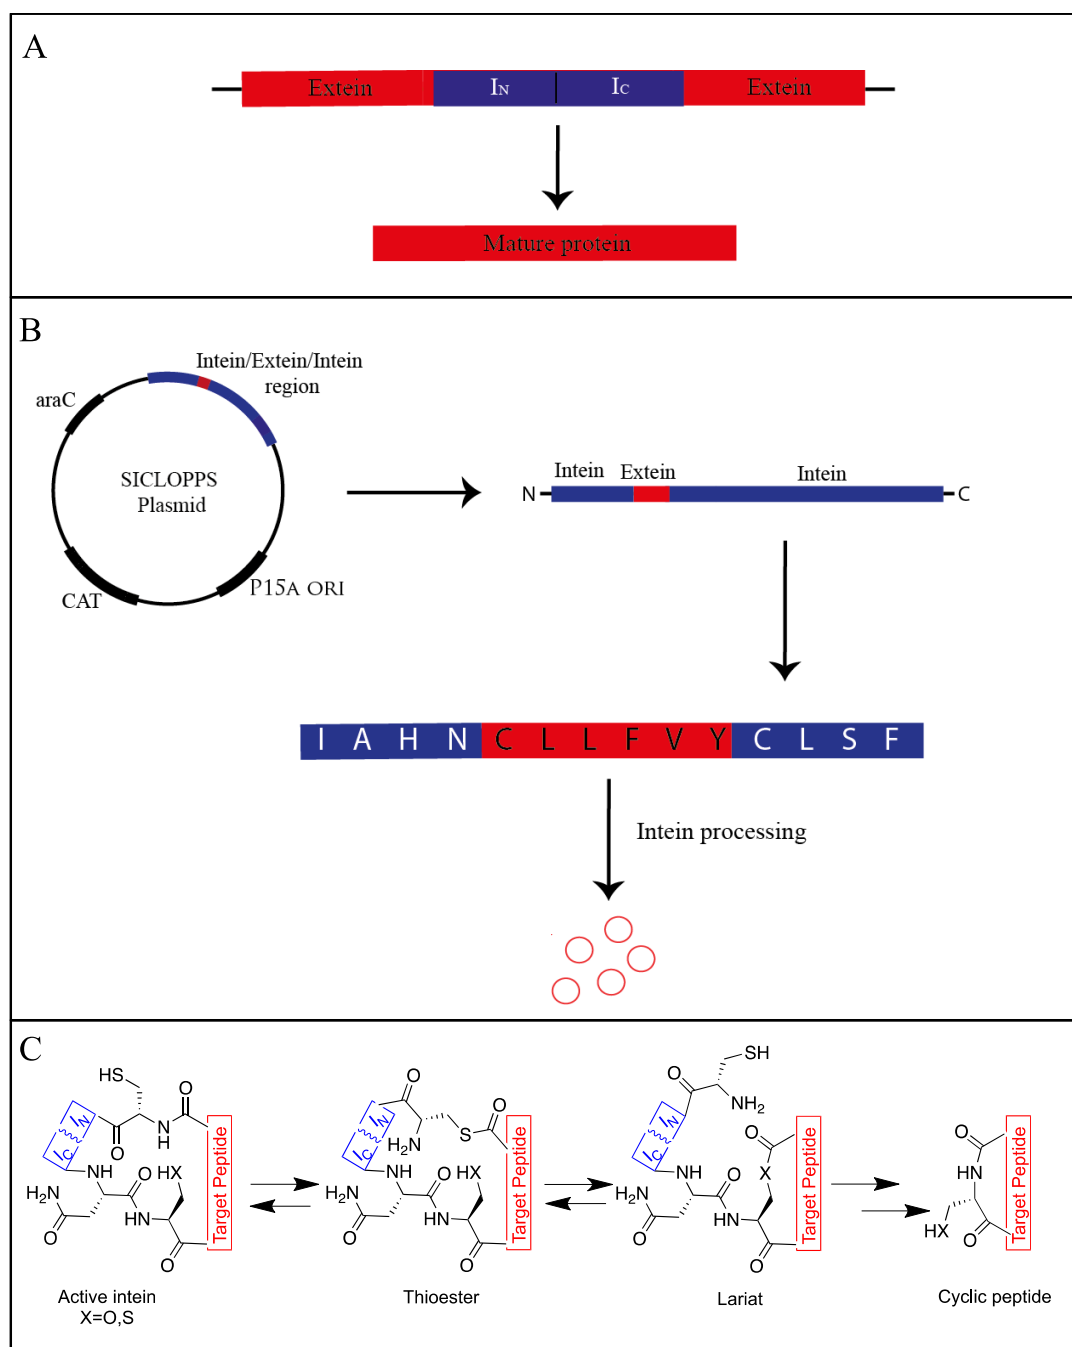 A
Extein IN IC Extein
Mature protein
B
Intein/Extein/Intein
region
araC
SICLOPPS
Plasmid
CAT
P15A ORI
Intein Extein Intein
N C
I A H N C L L F V Y C L S F
Intein processing
C
HS O IN IC O N H NH O HX H2N O HN O Target Peptide
O IN IC H2N S O NH O HX H2N O HN O Target Peptide
SH O NH2 IN IC O X NH O H2N O HN O Target Peptide
O NH HX O Target Peptide
Active intein
X=O,S
Thioester
Lariat
Cyclic peptide